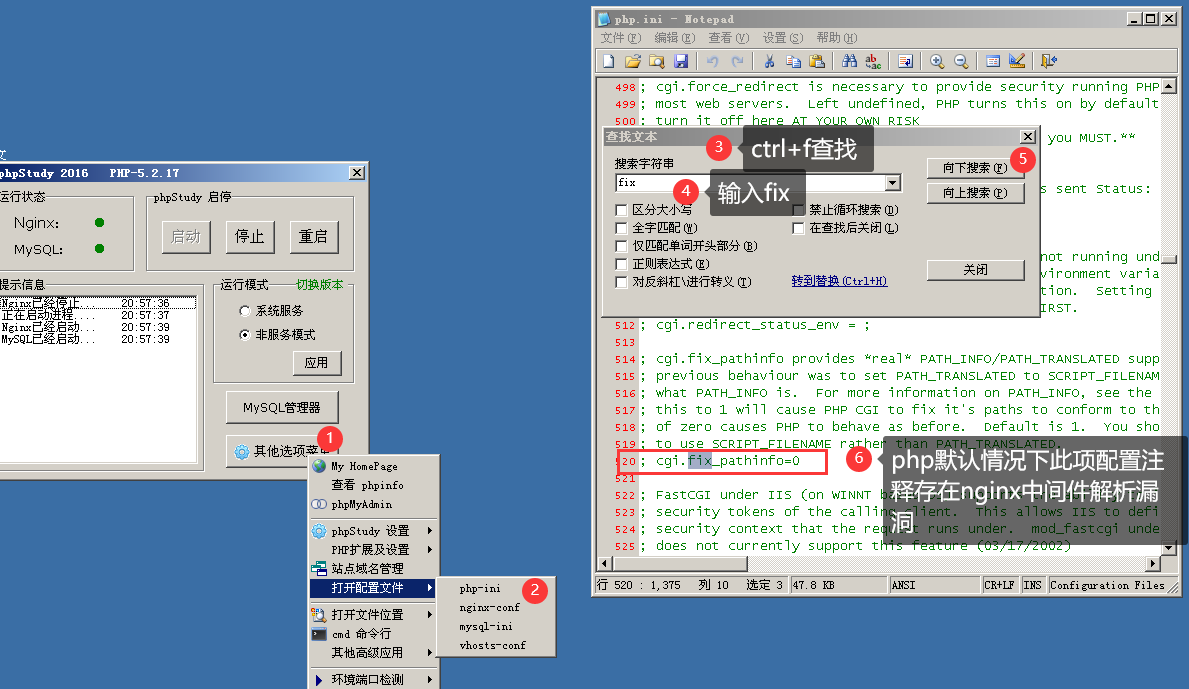 文
phpStudy 2016 PHP-5.2.17
运行状态
Nginx:
MySQL:
phpStudy 启停
启动
停止
重启
提示信息
Nginx已经停止... 20:57:36
正在启动进程.... 20:57:37
Nginx已经启动... 20:57:39
MySQL已经启动... 20:57:39
运行模式
切换版本
系统服务
非服务模式
应用
MySQL管理器
其他选项菜单
1
My HomePage
查看 phpinfo
phpMyAdmin
phpStudy 设置
PHP扩展及设置
站点域名管理
打开配置文件
打开文件位置
cmd 命令行
其他高级应用
环境端口检测
php-ini
nginx-conf
mysql-ini
vhosts-conf
2
php.ini - Notepad
文件(F) 编辑(E) 查看(V) 设置(S) 帮助(H)
498 ; cgi.force_redirect is necessary to provide security running PHP
499 ; most web servers. Left undefined, PHP turns this on by default
500 ; turn it off here AT YOUR OWN RISK
you MUST.**
s sent Status:
not running und
vironment varia
tion. Setting
IRST.
查找文本
3
ctrl+f查找
搜索字符串
fix
4
输入fix
向下搜索(F)
5
向上搜索(P)
区分大小写
禁止循环搜索(D)
全字匹配(W)
在查找后关闭(L)
仅匹配单词开头部分(B)
正则表达式(E)
对反斜杠\进行转义(T)
转到替换(Ctrl+H)
关闭
512 ; cgi.redirect_status_env = ;
513
514 ; cgi.fix_pathinfo provides *real* PATH_INFO/PATH_TRANSLATED supp
515 ; previous behaviour was to set PATH_TRANSLATED to SCRIPT_FILENAM
516 ; what PATH_INFO is. For more information on PATH_INFO, see the
517 ; this to 1 will cause PHP CGI to fix it's paths to conform to th
518 ; of zero causes PHP to behave as before. Default is 1. You sho
519 ; to use SCRIPT_FILENAME rather than PATH_TRANSLATED.
520 ; cgi.fix_pathinfo=0
521
522 ; FastCGI under IIS (on WINNT
523 ; security tokens of the calling client. This allows IIS to defi
524 ; security context that the request runs under. mod_fastcgi unde
525 ; does not currently support this feature (03/17/2002)
6
php默认情况下此项配置注
释存在nginx中间件解析漏
洞
行 520 : 1,375 列 10 选定 3 47.8 KB ANSI CR+LF INS Configuration Files